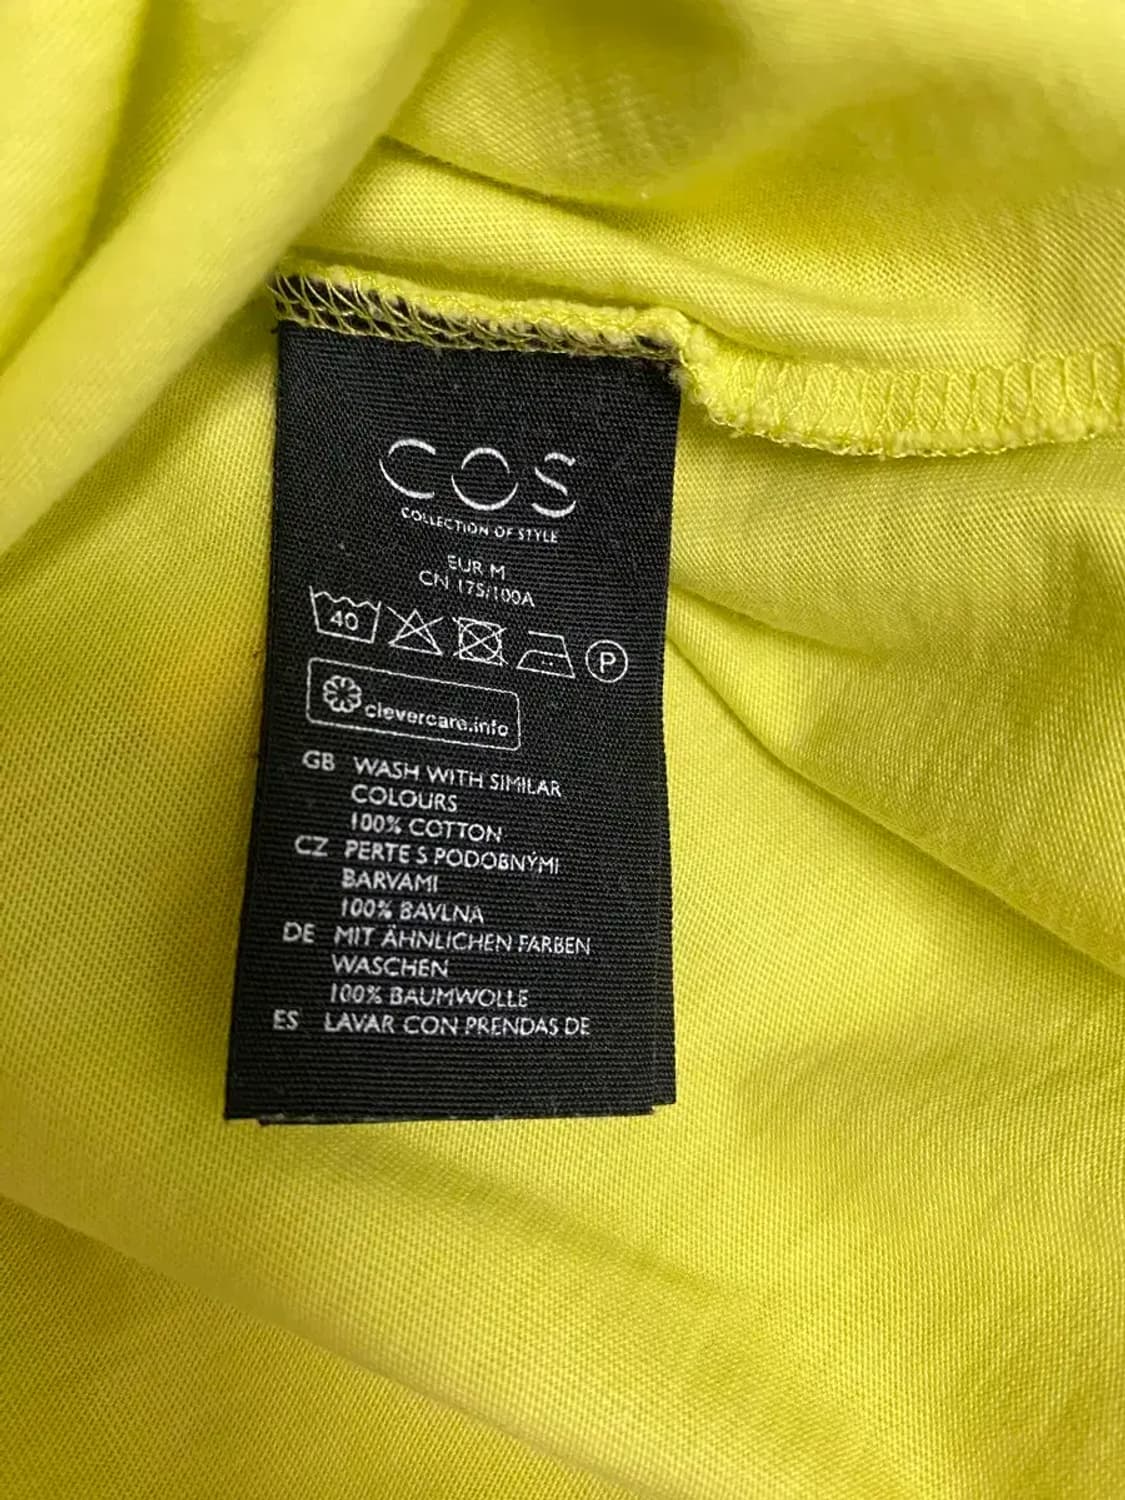 COS
COLLECTION OF STYLE
EUR M
CN 175/100A
40 P
clevercare.info
GB WASH WITH SIMILAR
COLOURS
100% COTTON
CZ PERTE S PODOBNÝMI
BARVAMI
100% BAVLNA
DE MIT ÄHNLICHEN FARBEN
WASCHEN
100% BAUMWOLLE
ES LAVAR CON PRENDAS DE